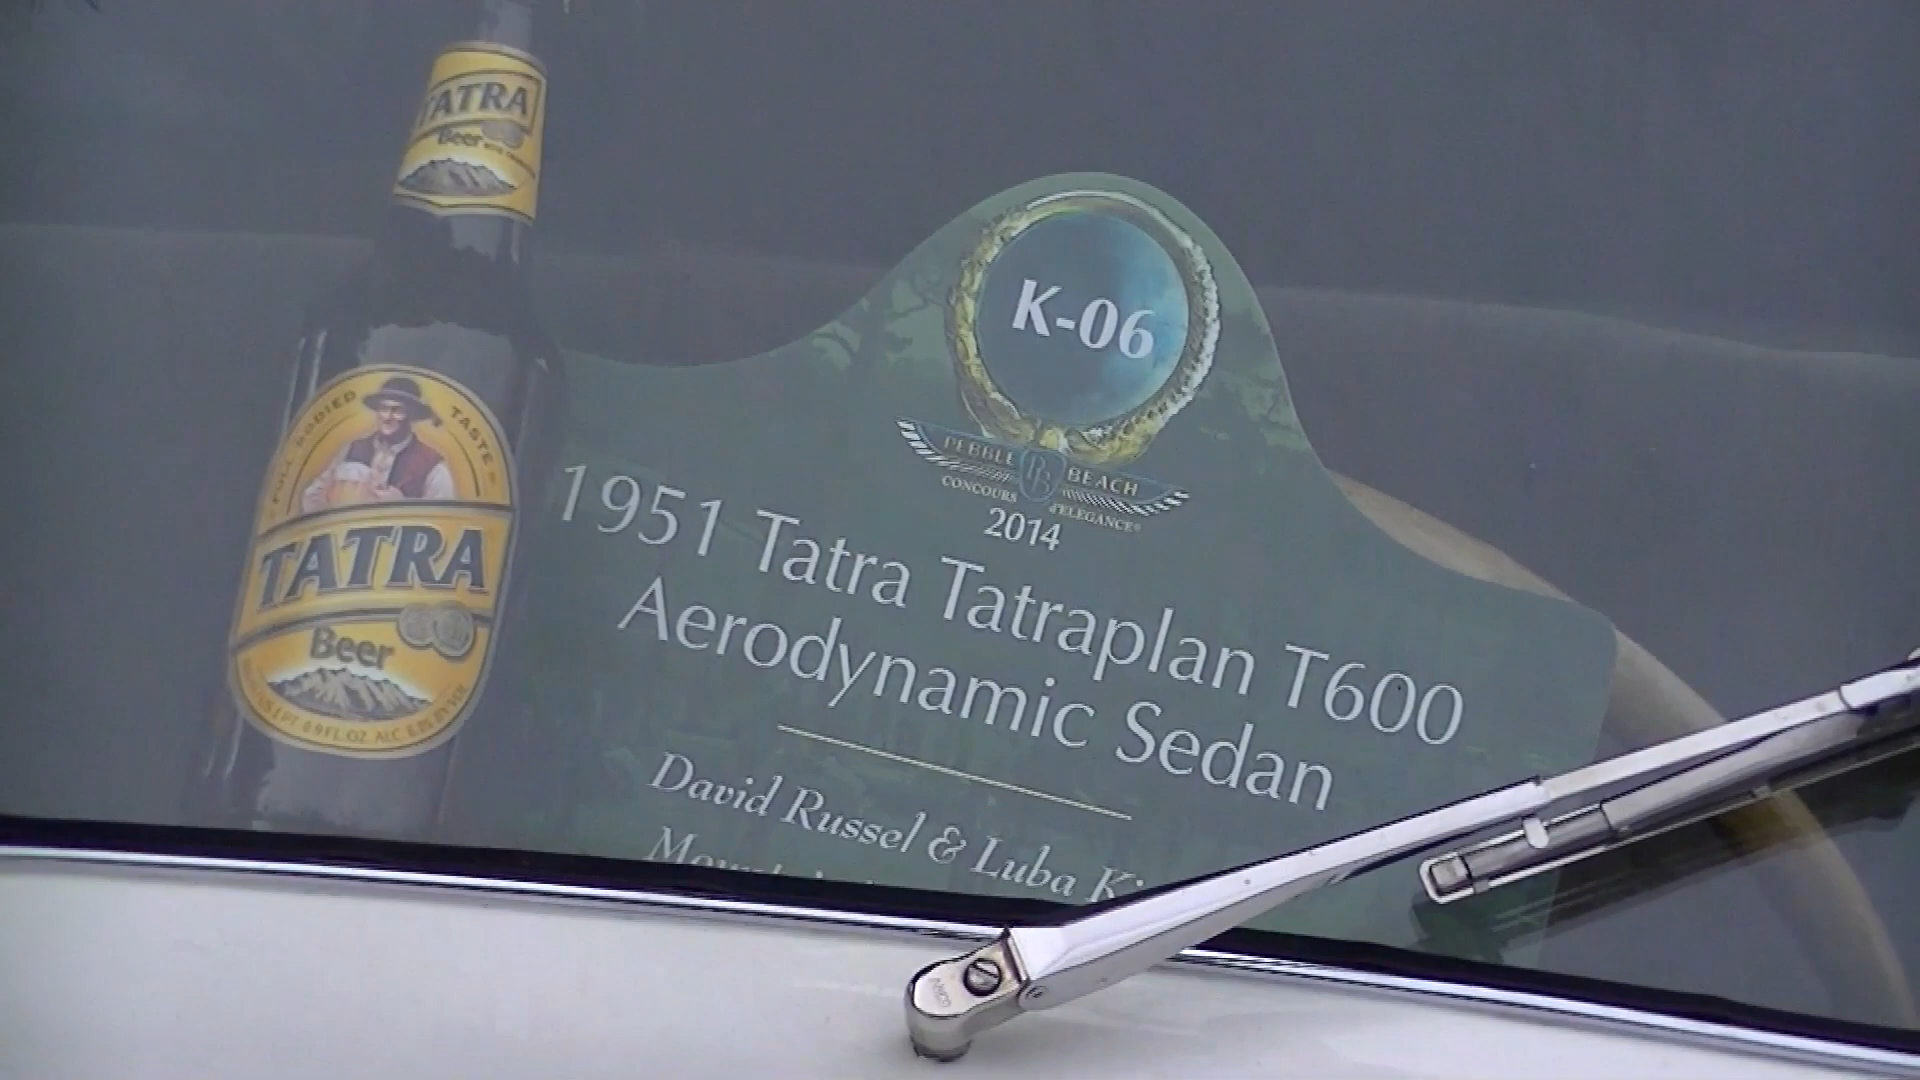 TATRA
Beer
FULL BODIED TASTE
TATRA
Beer
K-06
PEBBLE BEACH
CONCOURS d'ELEGANCE®
2014
1951 Tatra Tatraplan T600
Aerodynamic Sedan
David Russel & Luba